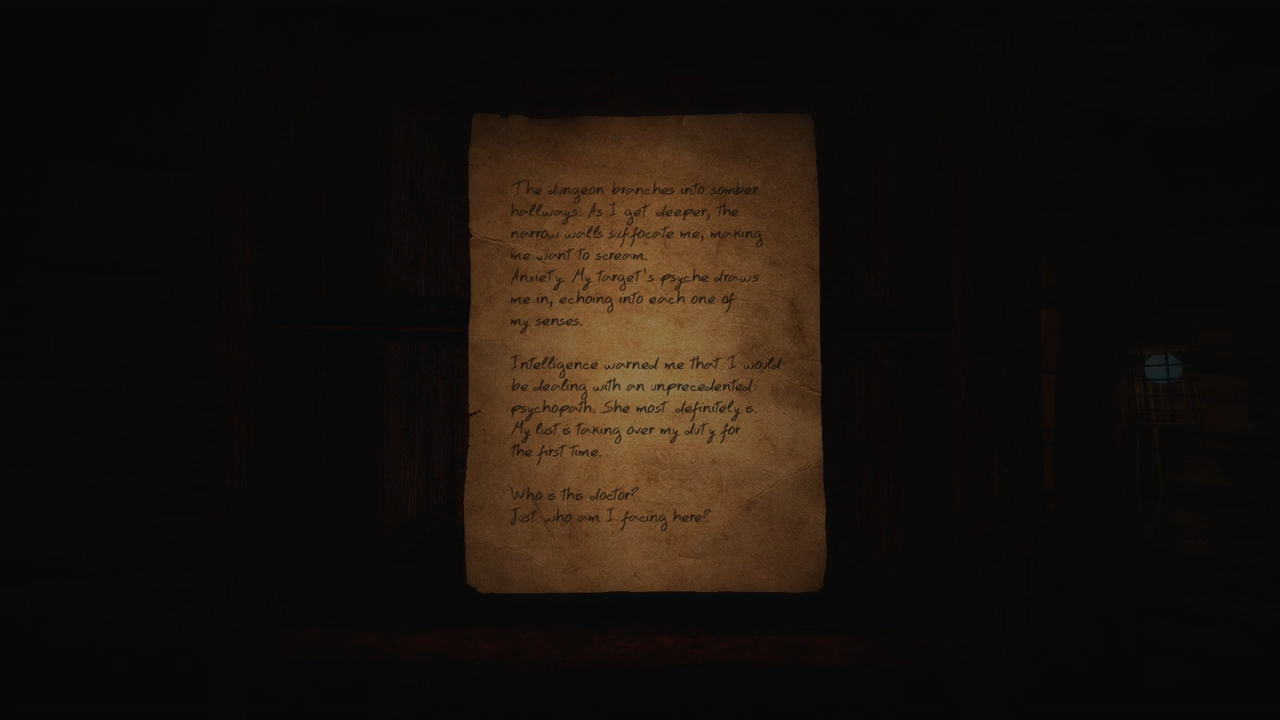 The dungeon branches into somber
hallways. As I get deeper, the
narrow walls suffocate me, making
me want to scream.
Anxiety. My target's psyche draws
me in, echoing into each one of
my senses.
Intelligence warned me that I would
be dealing with an unprecedented
psychopath. She most definitely is.
My lust is taking over my duty for
the first time.
Who is this doctor?
Just who am I facing here?